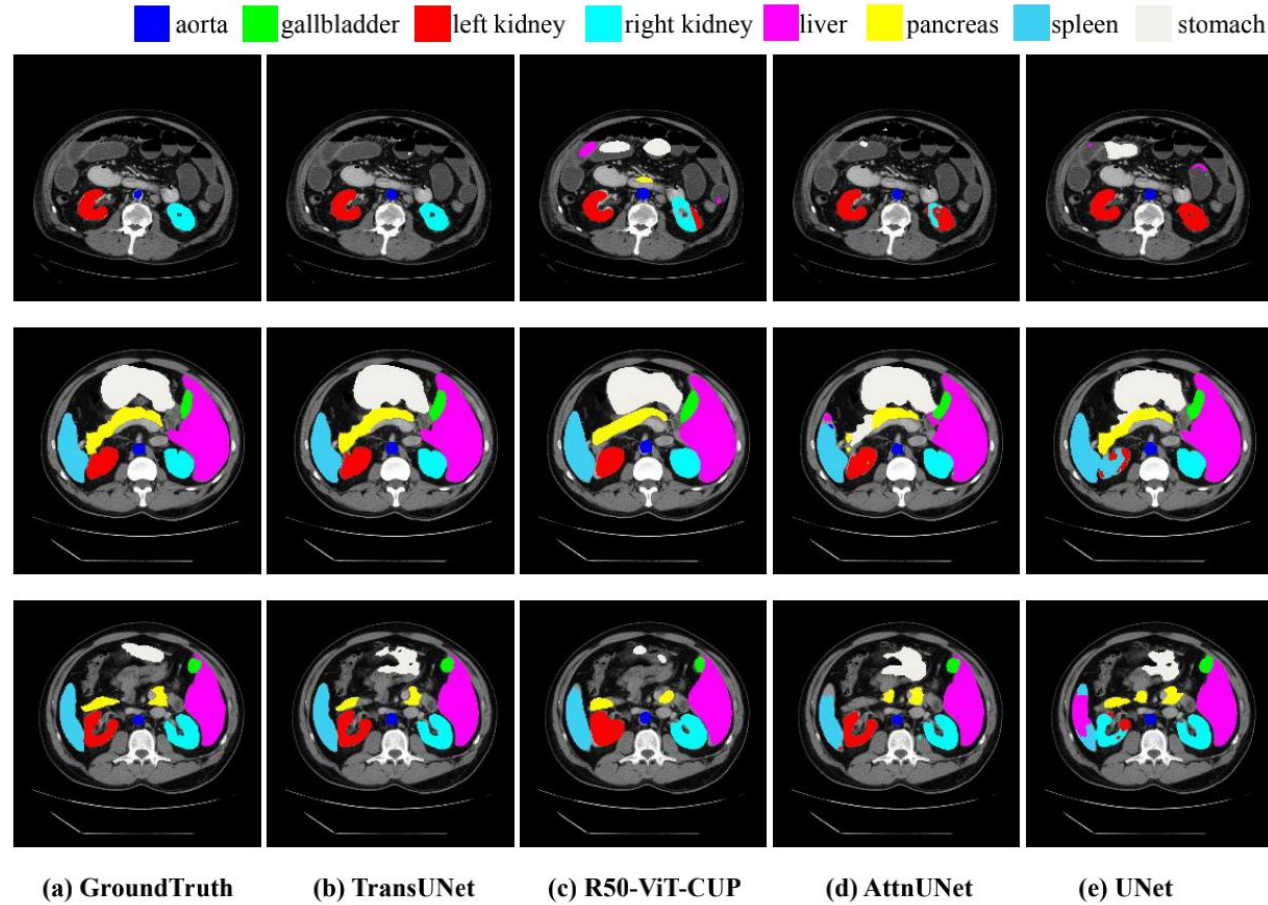 aorta gallbladder left kidney right kidney liver pancreas spleen stomach
(a) GroundTruth (b) TransUNet (c) R50-ViT-CUP (d) AttnUNet (e) UNet